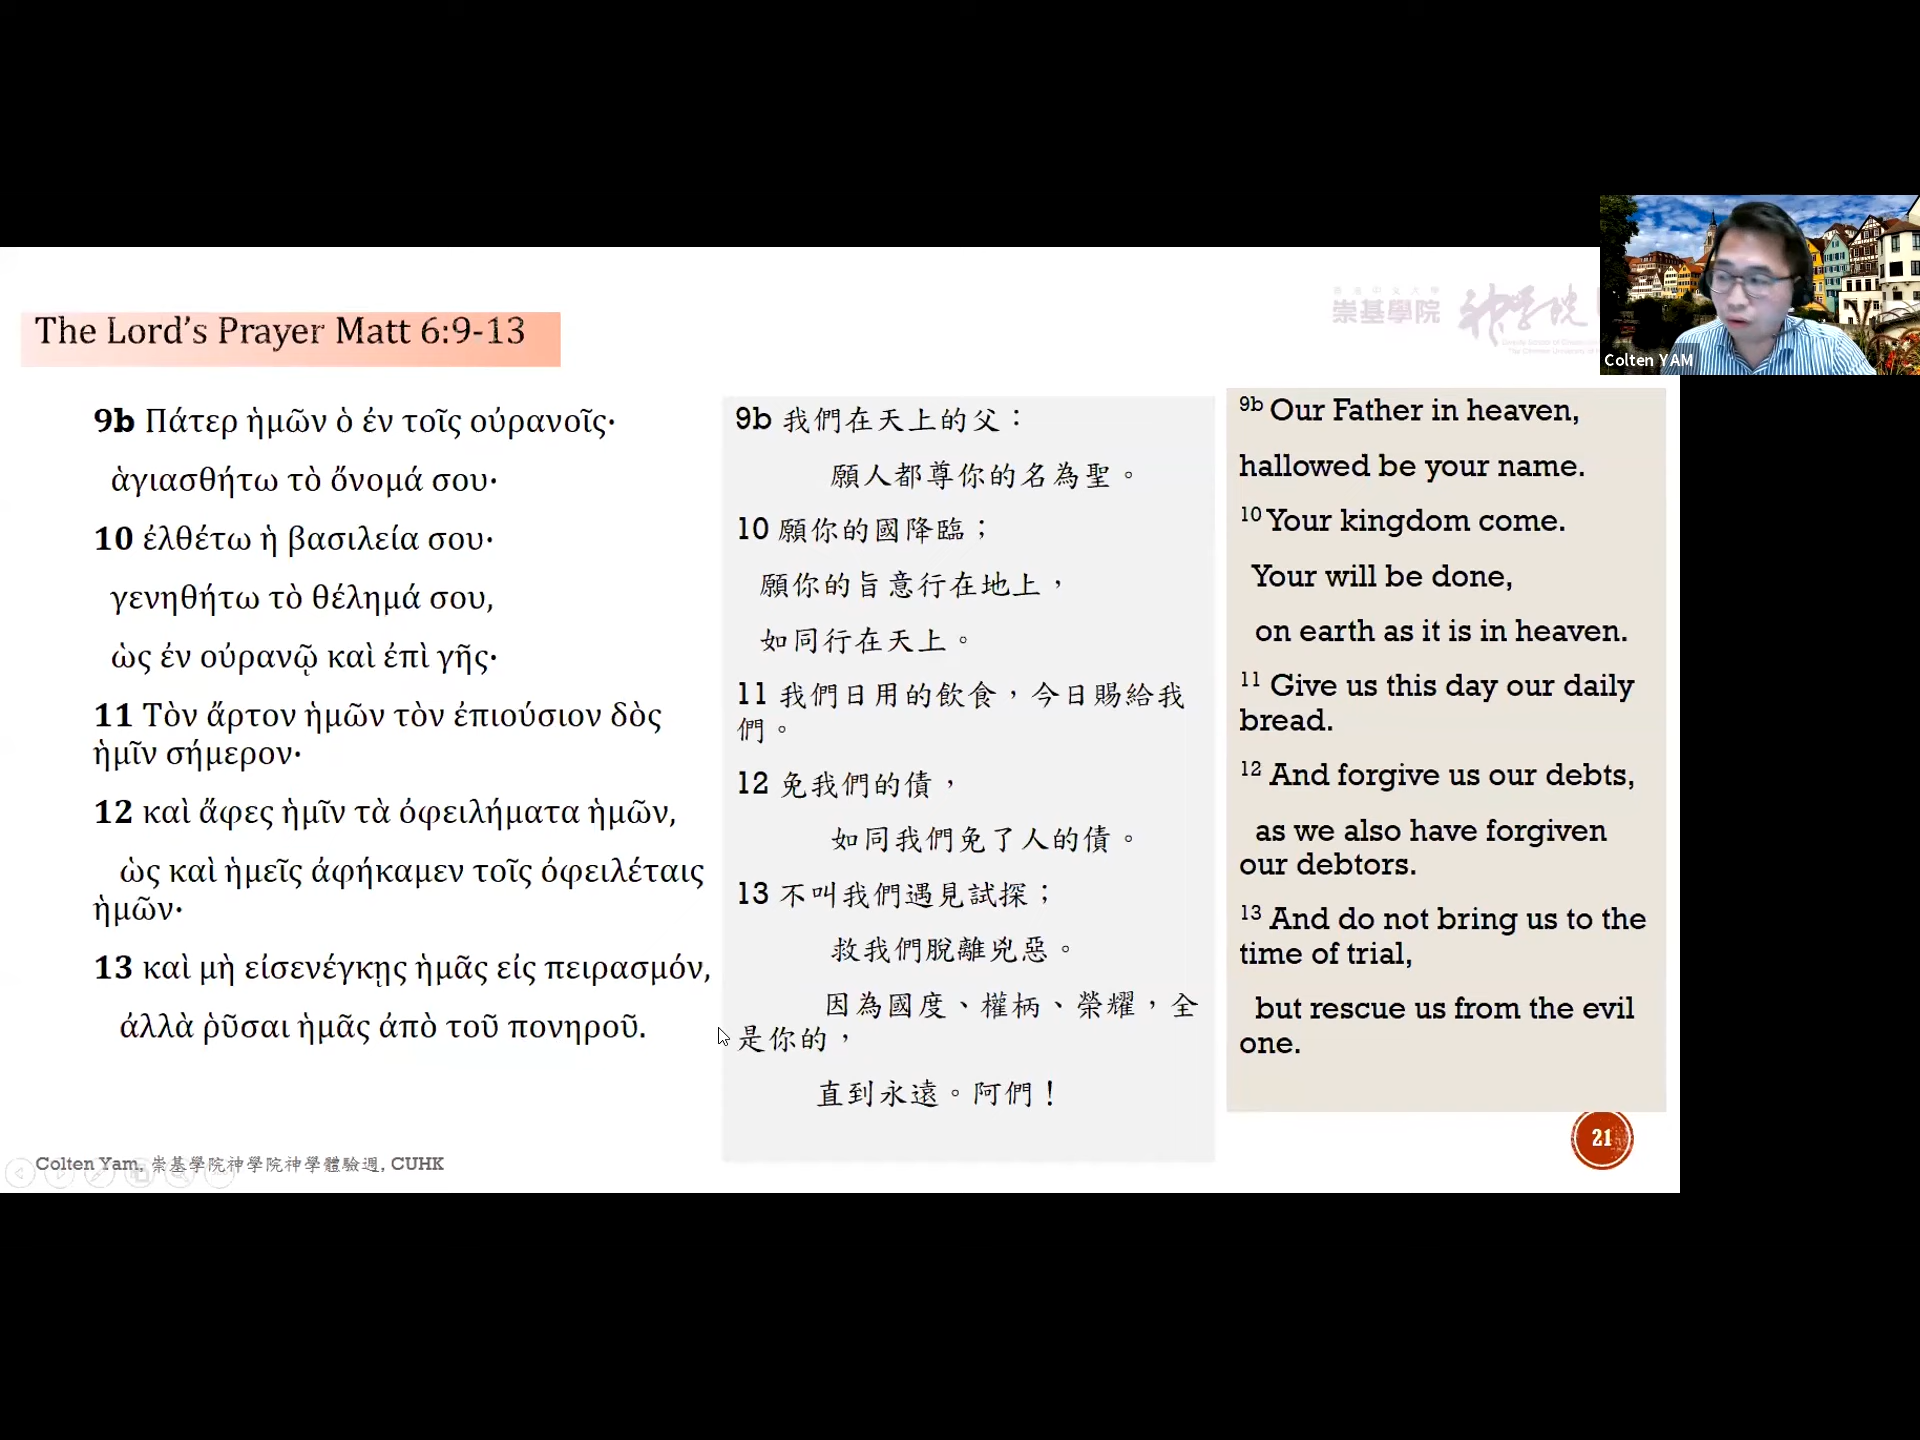 The Lord's Prayer Matt 6:9-13
崇基學院 神學院
Colten YAM
9b Πάτερ ἡμῶν ὁ ἐν τοῖς οὐρανοῖς·
ἁγιασθήτω τὸ ὄνομά σου·
10 ἐλθέτω ἡ βασιλεία σου·
γενηθήτω τὸ θέλημά σου,
ὡς ἐν οὐρανῷ καὶ ἐπὶ γῆς·
11 Τὸν ἄρτον ἡμῶν τὸν ἐπιούσιον δὸς
ἡμῖν σήμερον·
12 καὶ ἄφες ἡμῖν τὰ ὀφειλήματα ἡμῶν,
ὡς καὶ ἡμεῖς ἀφήκαμεν τοῖς ὀφειλέταις
ἡμῶν·
13 καὶ μὴ εἰσενέγκῃς ἡμᾶς εἰς πειρασμόν,
ἀλλὰ ῥῦσαι ἡμᾶς ἀπὸ τοῦ πονηροῦ.
9b 我們在天上的父：
願人都尊你的名為聖。
10 願你的國降臨；
願你的旨意行在地上，
如同行在天上。
11 我們日用的飲食，今日賜給我
們。
12 免我們的債，
如同我們免了人的債。
13 不叫我們遇見試探；
救我們脫離兇惡。
因為國度、權柄、榮耀，全
是你的，
直到永遠。阿們！
9b Our Father in heaven,
hallowed be your name.
10 Your kingdom come.
Your will be done,
on earth as it is in heaven.
11 Give us this day our daily
bread.
12 And forgive us our debts,
as we also have forgiven
our debtors.
13 And do not bring us to the
time of trial,
but rescue us from the evil
one.
21
Colten Yam, 崇基學院神學院神學體驗週, CUHK